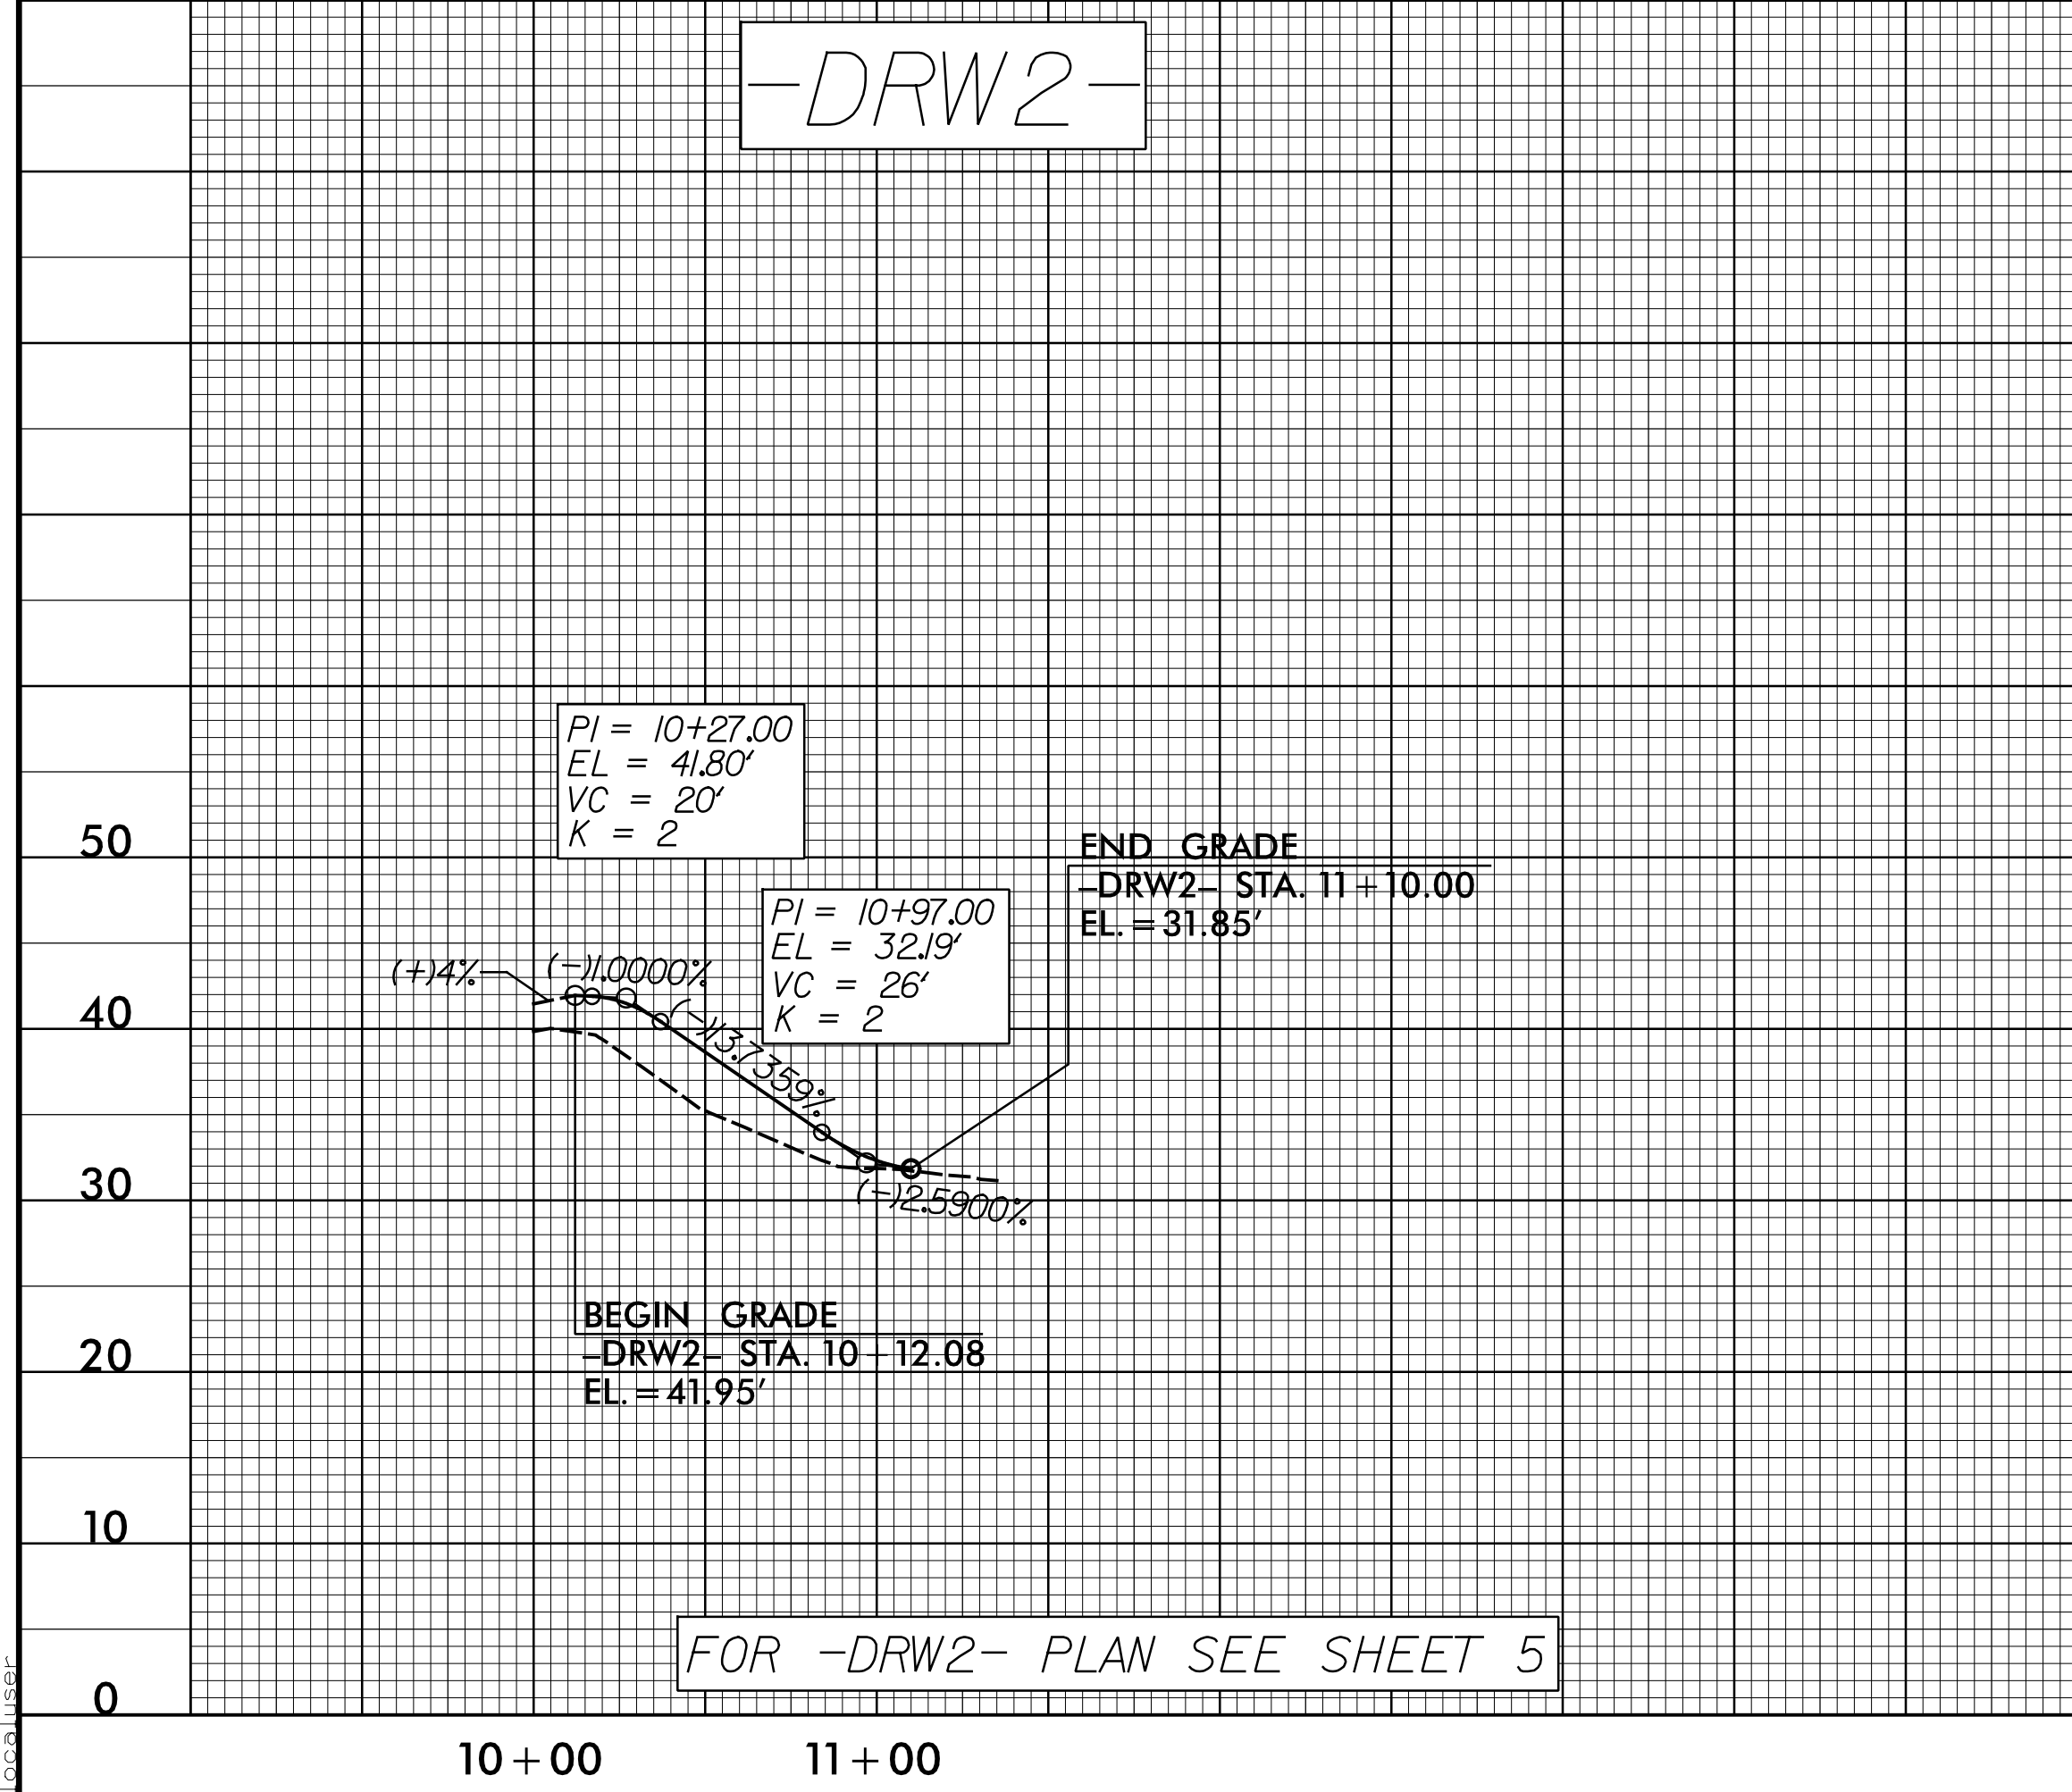 -DRW2-
PI = 10+27.00
EL = 41.80'
VC = 20'
K = 2
50
END GRADE
-DRW2- STA. 11+10.00
EL. = 31.85'
PI = 10+97.00
EL = 32.19'
VC = 26'
K = 2
(+)4%
(-)1.0000%
40
(-)13.7359%
30
(-)2.5900%
BEGIN GRADE
-DRW2- STA. 10+12.08
EL. = 41.95'
20
10
FOR -DRW2- PLAN SEE SHEET 5
0
localuser
10+00
11+00